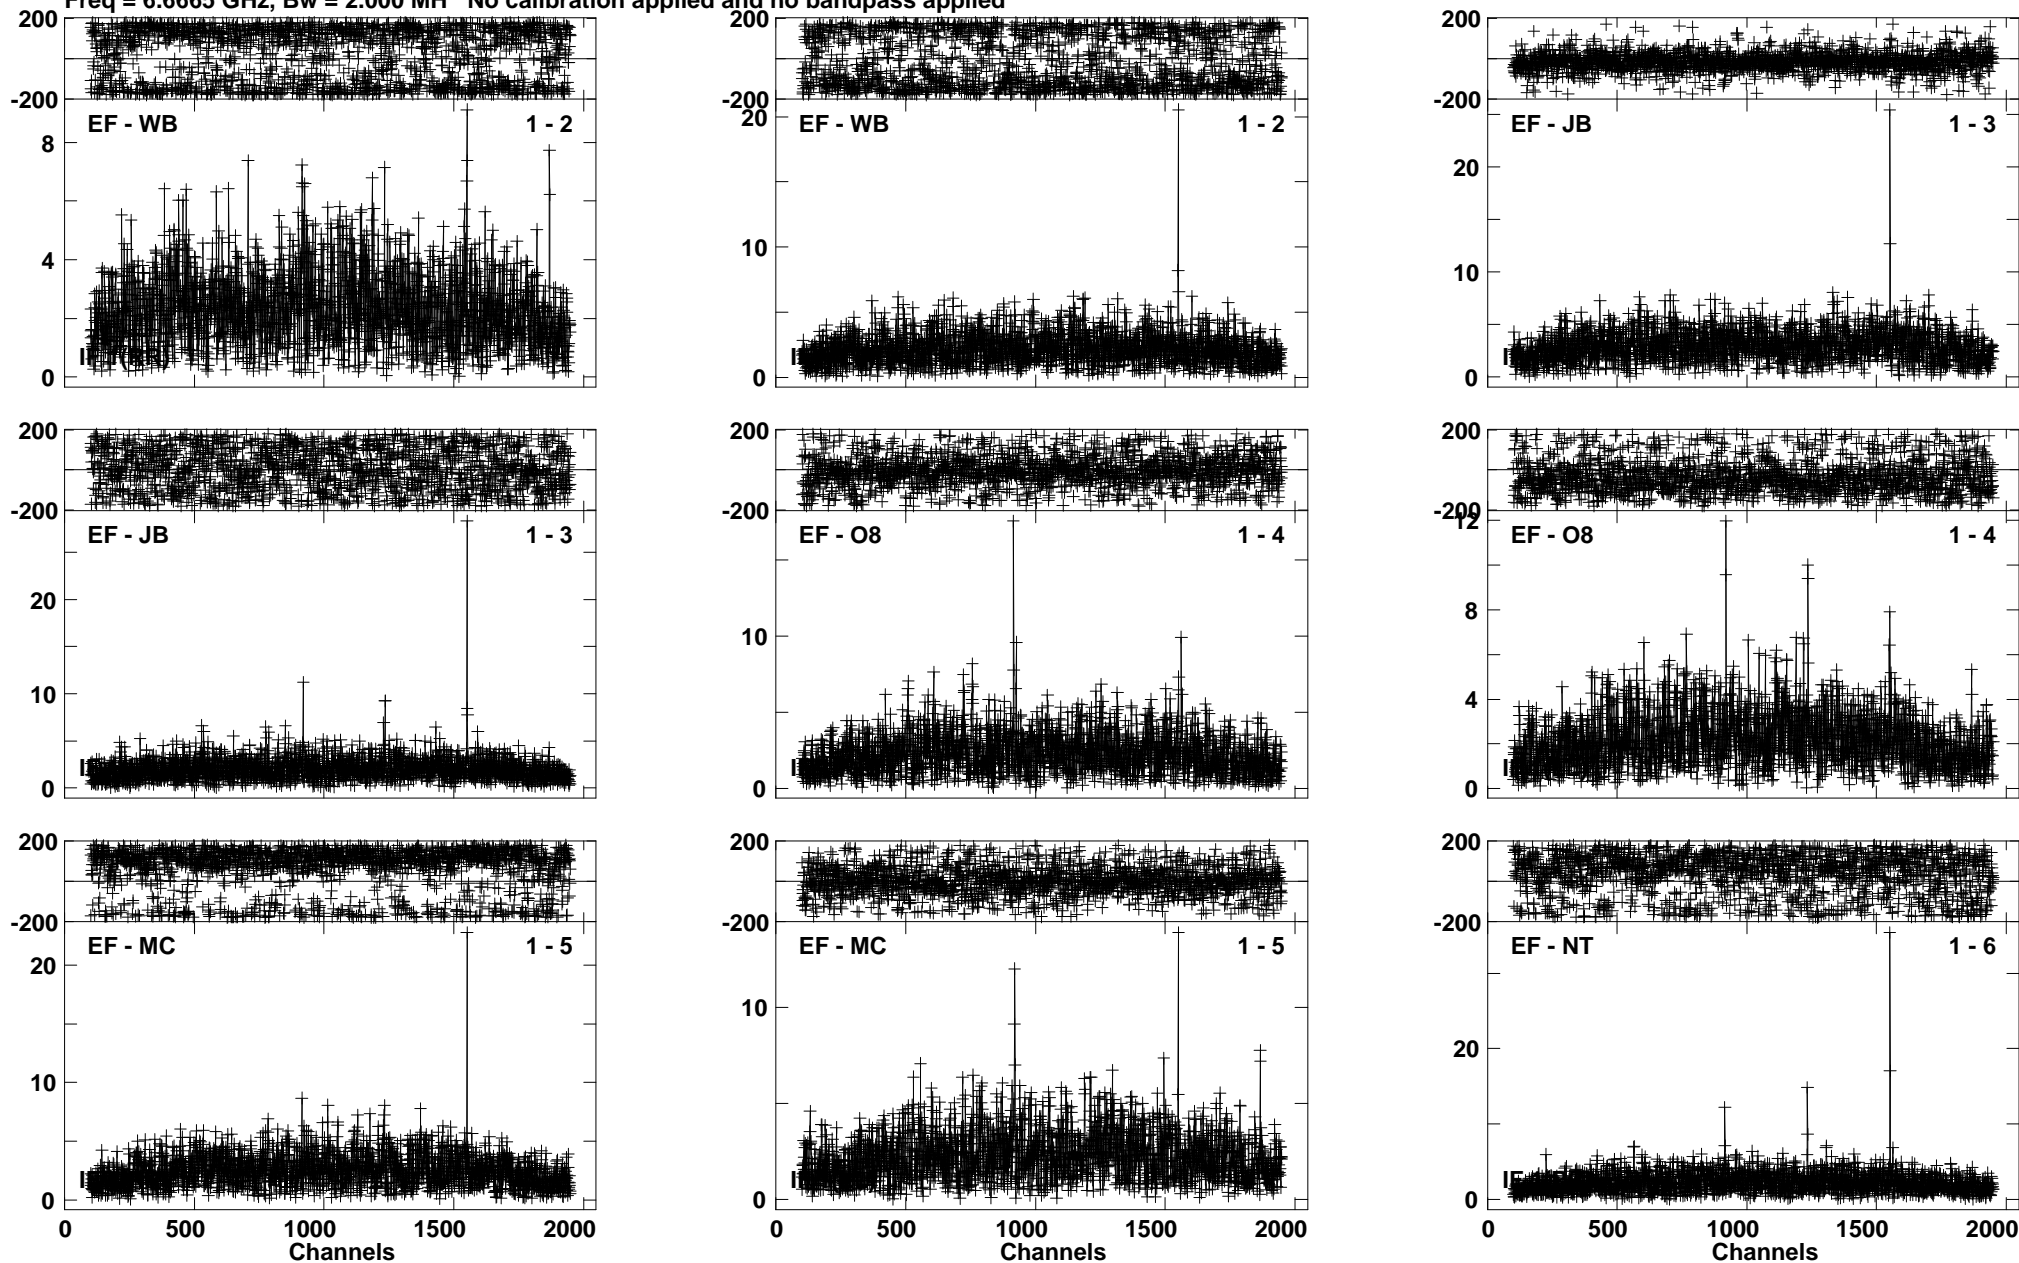 Freq = 6.6665 GHz, Bw = 2.000 MH No calibration applied and no bandpass applied
200 200 200
-200 -200 -200
EF - WB 1 - 2 EF - WB 1 - 2 EF - JB 1 - 3
8 20 20
4 10 10
0 0 0
200 200 200
-200 -200 -200
12
EF - JB 1 - 3 EF - O8 1 - 4 EF - O8 1 - 4
20 10 8
10 4
0 0 0
200 200 200
-200 -200 -200
EF - MC 1 - 5 EF - MC 1 - 5 EF - NT 1 - 6
20 10 20
10
0 0 0
0 500 1000 1500 2000 0 500 1000 1500 2000 0 500 1000 1500 2000
Channels Channels Channels